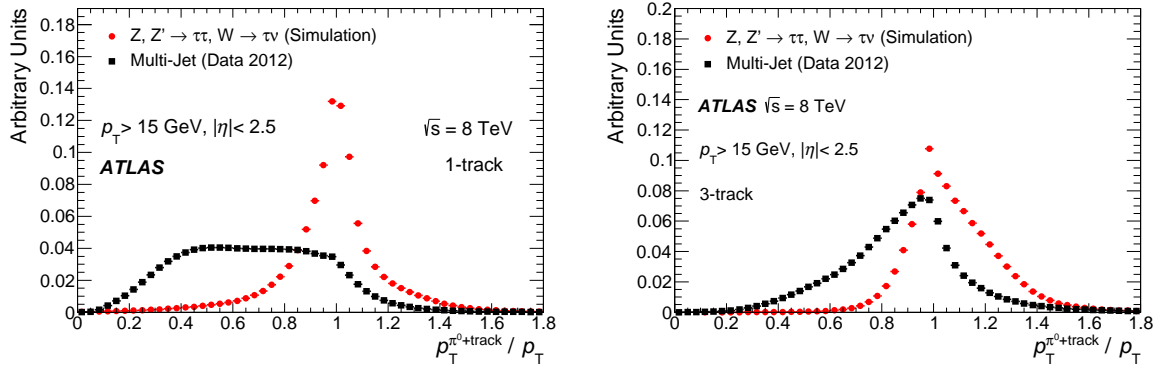 Arbitrary Units
0.18
0.16
0.14
0.12
0.1
0.08
0.06
0.04
0.02
0
Z, Z' → ττ, W → τν (Simulation)
Multi-Jet (Data 2012)
p_T > 15 GeV, |η| < 2.5
√s = 8 TeV
ATLAS
1-track
0 0.2 0.4 0.6 0.8 1 1.2 1.4 1.6 1.8
p_T^{π⁰+track} / p_T
Arbitrary Units
0.2
0.18
0.16
0.14
0.12
0.1
0.08
0.06
0.04
0.02
0
Z, Z' → ττ, W → τν (Simulation)
Multi-Jet (Data 2012)
ATLAS √s = 8 TeV
p_T > 15 GeV, |η| < 2.5
3-track
0 0.2 0.4 0.6 0.8 1 1.2 1.4 1.6 1.8
p_T^{π⁰+track} / p_T